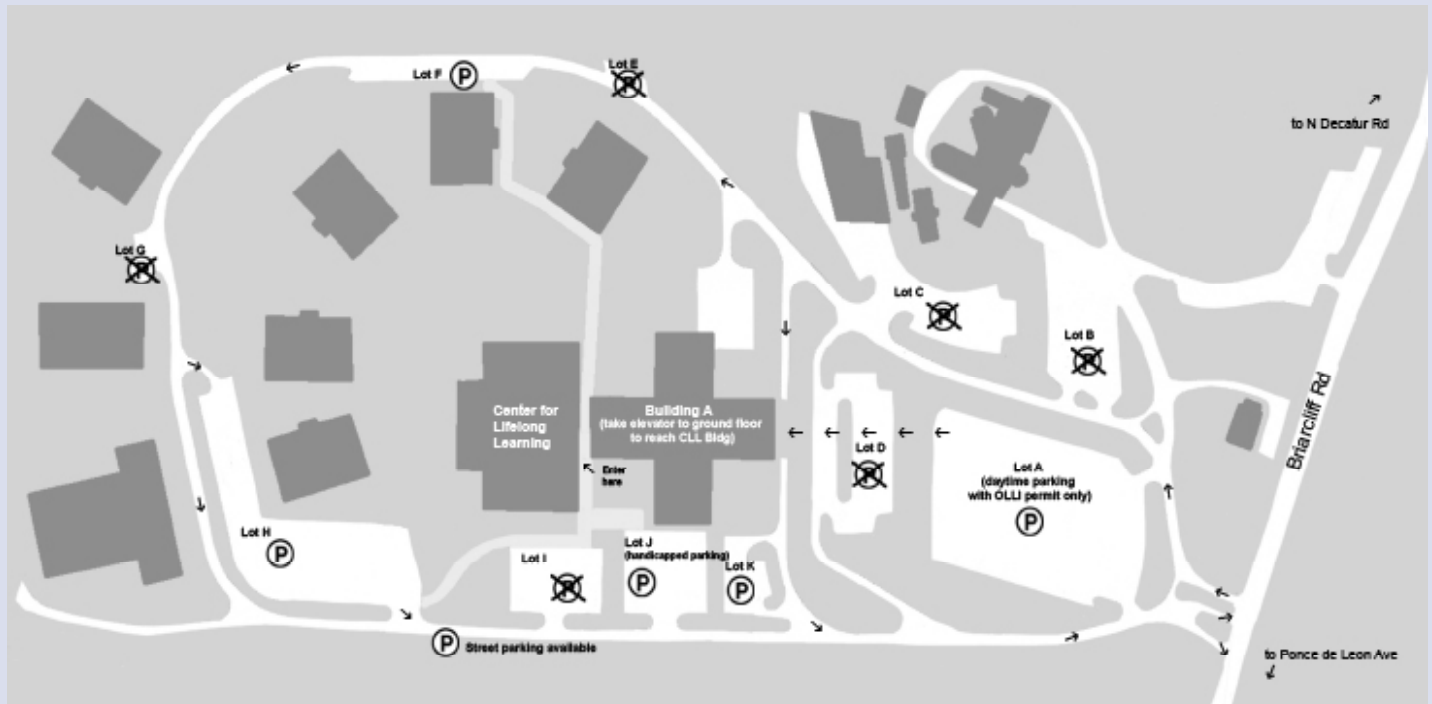 Lot F
P
Lot E
P
to N Decatur Rd
Lot G
P
Lot C
P
Lot B
P
Briarcliff Rd
Center for
Lifelong
Learning
Building A
(take elevator to ground floor
to reach CLL Bldg)
Enter
here
Lot D
P
Lot A
(daytime parking
with OLLI permit only)
P
Lot H
P
Lot I
P
Lot J
(handicapped parking)
P
Lot K
P
P Street parking available
to Ponce de Leon Ave